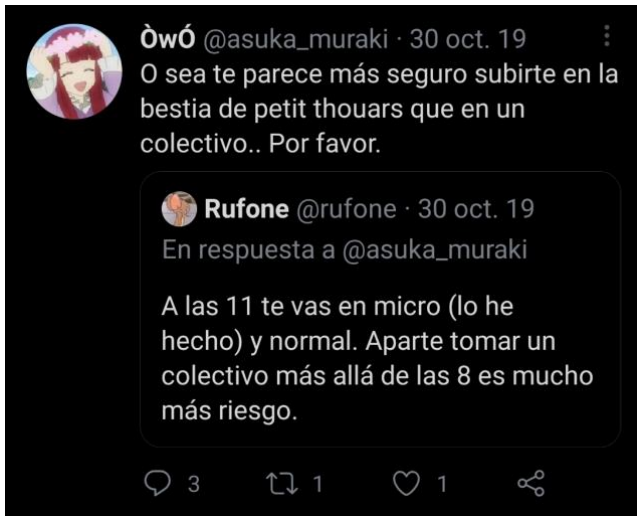 ÒwÓ @asuka_muraki · 30 oct. 19
O sea te parece más seguro subirte en la
bestia de petit thouars que en un
colectivo.. Por favor.
Rufone @rufone · 30 oct. 19
En respuesta a @asuka_muraki
A las 11 te vas en micro (lo he
hecho) y normal. Aparte tomar un
colectivo más allá de las 8 es mucho
más riesgo.
3 1 1